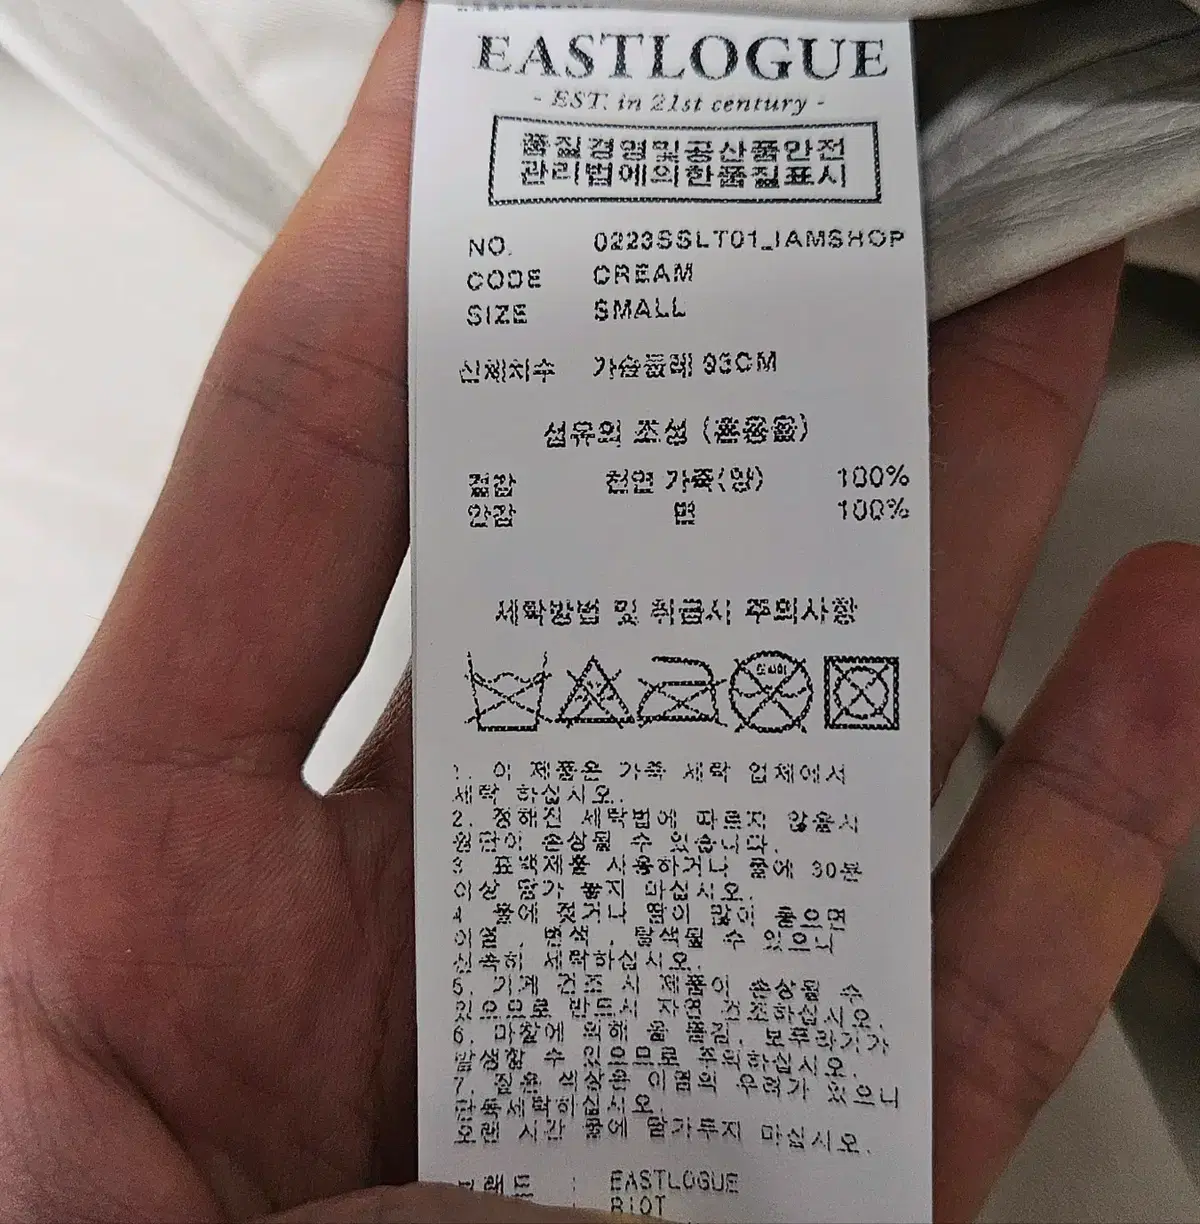 EASTLOGUE
- EST. in 21st century -
품질경영및공산품안전
관리법에의한품질표시
NO. 0223SSLT01_IAMSHOP
CODE CREAM
SIZE SMALL
신체치수 가슴둘레 93CM
섬유의 조성 (혼용율)
겉감 천연 가죽(양) 100%
안감 면 100%
세탁방법 및 취급시 주의사항
1. 이 제품은 가죽 세탁 업체에서
세탁 하십시오.
2. 정해진 세탁법에 따르지 않을시
원단이 손상될 수 있습니다.
3 표백제품 사용하거나 물에 30분
이상 담가 놓지 마십시오.
4 물에 젖거나 땀이 많이 묻으면
이염 , 변색 , 탈색될 수 있으니
신속히 세탁하십시오.
5. 기계 건조 시 제품이 손상될 수
있으므로 반드시 자연 건조하십시오.
6. 마찰에 의해 올 뜯김, 보푸라기가
발생할 수 있으므로 주의하십시오.
7. 짙은 색상은 이염의 우려가 있으니
단독세탁하십시오.
오랜 시간 물에 담가두지 마십시오.
브랜드 : EASTLOGUE
RIOT